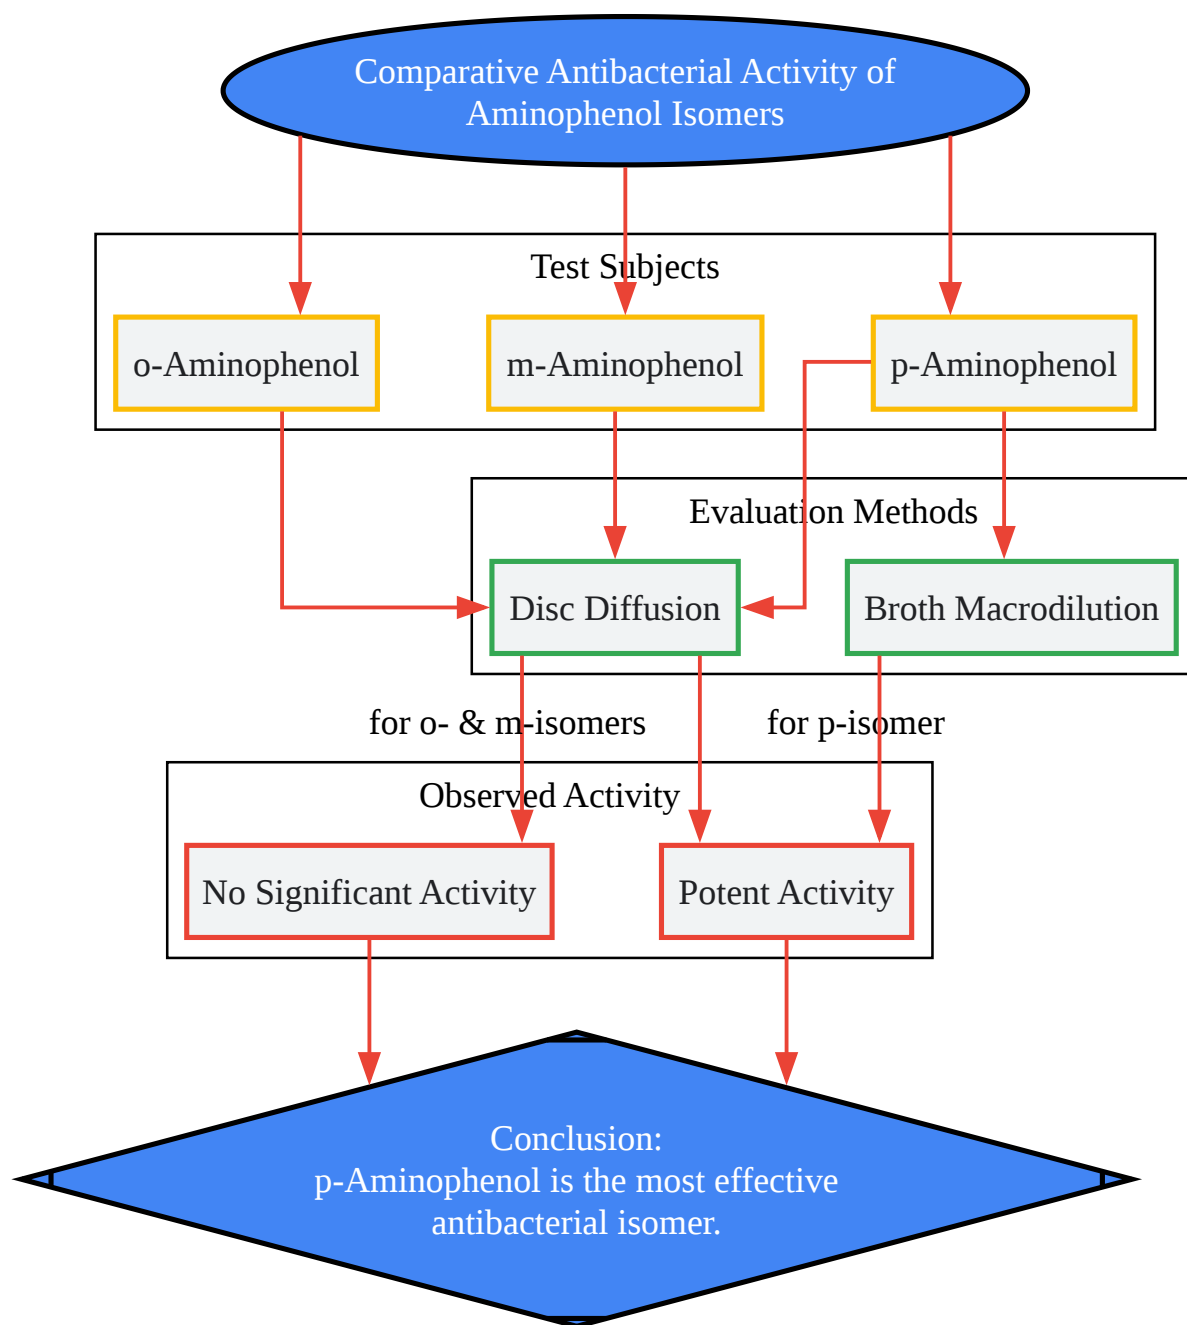 Comparative Antibacterial Activity of
Aminophenol Isomers
Test Subjects
o-Aminophenol
m-Aminophenol
p-Aminophenol
Evaluation Methods
Disc Diffusion
Broth Macrodilution
for o- & m-isomers
for p-isomer
Observed Activity
No Significant Activity
Potent Activity
Conclusion:
p-Aminophenol is the most effective
antibacterial isomer.